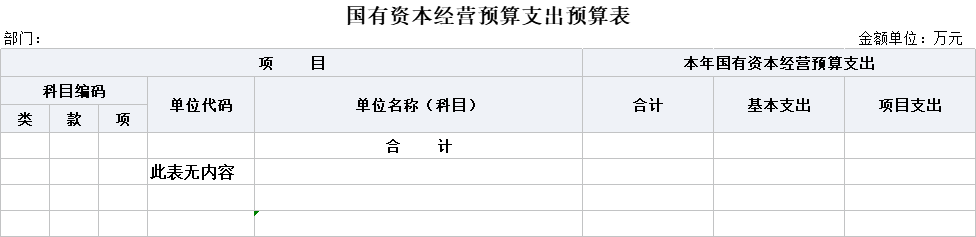 国有资本经营预算支出预算表
部门： 金额单位：万元
项 目 本年国有资本经营预算支出
科目编码 单位代码 单位名称（科目） 合计 基本支出 项目支出
类 款 项
合 计
此表无内容